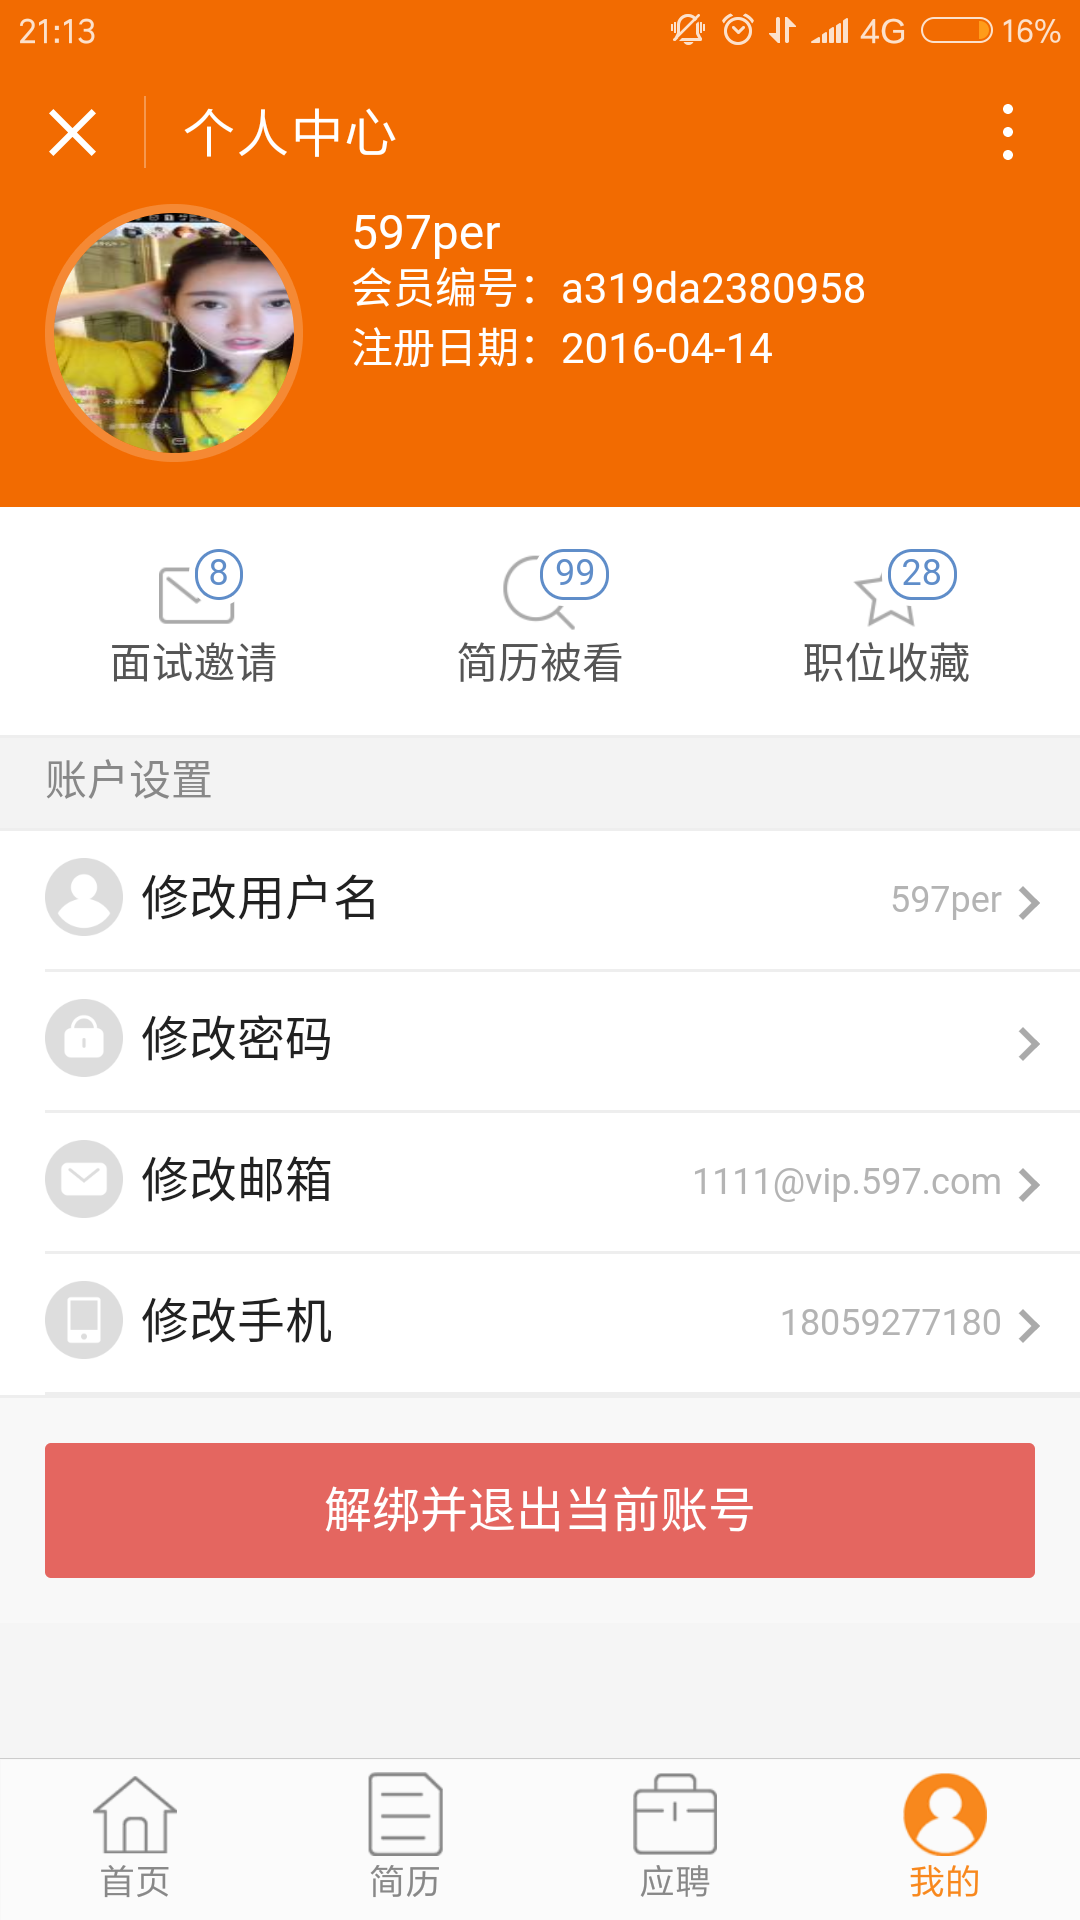 21:13
4G 16%
个人中心
597per
会员编号：a319da2380958
注册日期：2016-04-14
8 99 28
面试邀请 简历被看 职位收藏
账户设置
修改用户名 597per
修改密码
修改邮箱 1111@vip.597.com
修改手机 18059277180
解绑并退出当前账号
首页 简历 应聘 我的